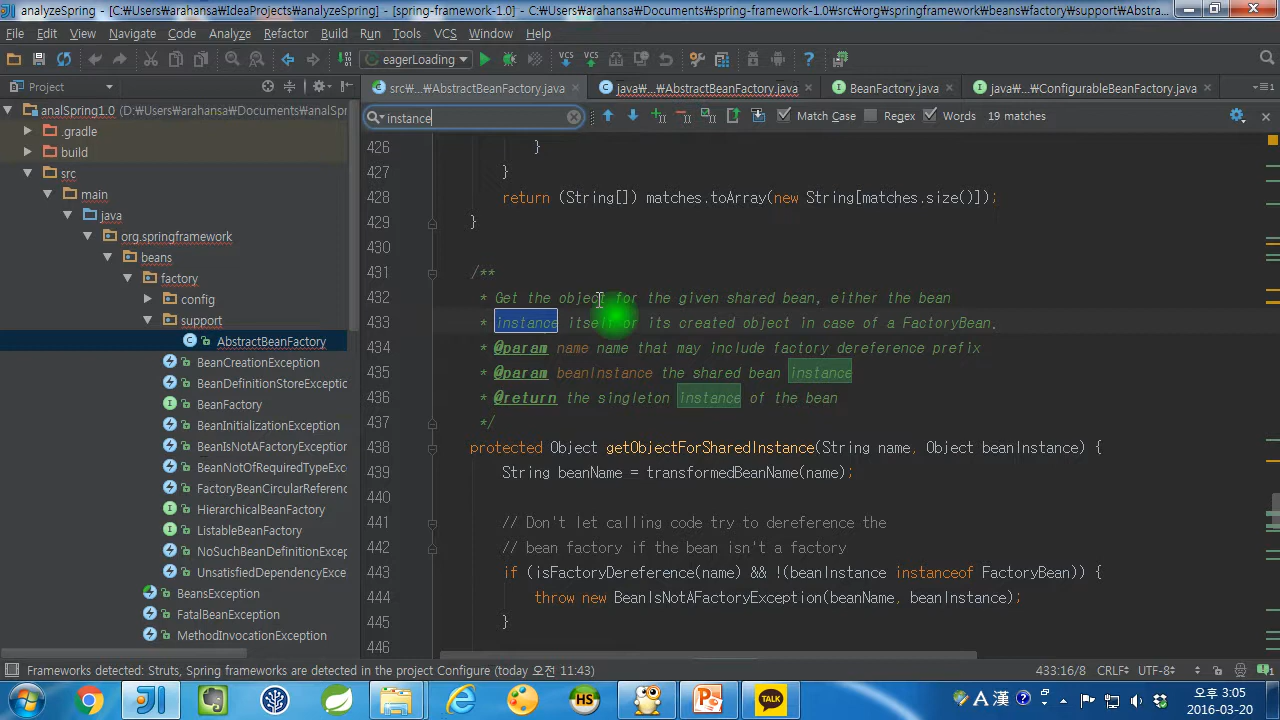 analyzeSpring - [C:₩Users₩arahansa₩IdeaProjects₩analyzeSpring] - [spring-framework-1.0] - C:₩Users₩arahansa₩Documents₩spring-framework-1.0₩src₩org₩springframework₩beans₩factory₩support₩Abstra...
File Edit View Navigate Code Analyze Refactor Build Run Tools VCS Window Help
eagerLoading
Project
src₩...₩AbstractBeanFactory.java
java₩...₩AbstractBeanFactory.java
BeanFactory.java
java₩...₩ConfigurableBeanFactory.java
instance
Match Case
Regex
Words
19 matches
analSpring1.0 (D:₩Users₩arahansa₩Documents₩analSpri
.gradle
build
src
main
java
org.springframework
beans
factory
config
support
AbstractBeanFactory
BeanCreationException
BeanDefinitionStoreExceptic
BeanFactory
BeanInitializationException
BeanIsNotAFactoryException
BeanNotOfRequiredTypeExc
FactoryBeanCircularReferenc
HierarchicalBeanFactory
ListableBeanFactory
NoSuchBeanDefinitionExcept
UnsatisfiedDependencyExce
BeansException
FatalBeanException
MethodInvocationException
426 }
427 }
428 return (String[]) matches.toArray(new String[matches.size()]);
429 }
430
431 /**
432 * Get the object for the given shared bean, either the bean
433 * instance itself or its created object in case of a FactoryBean.
434 * @param name name that may include factory dereference prefix
435 * @param beanInstance the shared bean instance
436 * @return the singleton instance of the bean
437 */
438 protected Object getObjectForSharedInstance(String name, Object beanInstance) {
439 String beanName = transformedBeanName(name);
440
441 // Don't let calling code try to dereference the
442 // bean factory if the bean isn't a factory
443 if (isFactoryDereference(name) && !(beanInstance instanceof FactoryBean)) {
444 throw new BeanIsNotAFactoryException(beanName, beanInstance);
445 }
446
Frameworks detected: Struts, Spring frameworks are detected in the project Configure (today 오전 11:43)
433:16/8 CRLF UTF-8
HS
TALK
A 漢
오후 3:05
2016-03-20